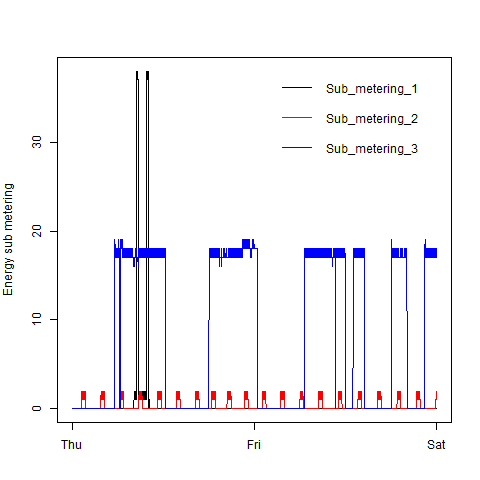 Sub_metering_1
Sub_metering_2
Sub_metering_3
Energy sub metering
30
20
10
0
Thu
Fri
Sat